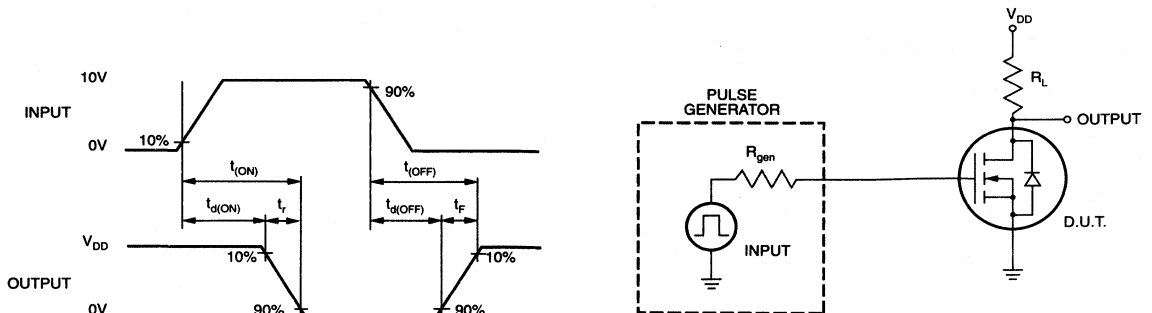 10V
INPUT
0V
10%
90%
t(ON)
t(OFF)
td(ON)
tr
td(OFF)
tF
VDD
10%
10%
OUTPUT
0V
90%
90%
PULSE
GENERATOR
Rgen
INPUT
VDD
RL
OUTPUT
D.U.T.